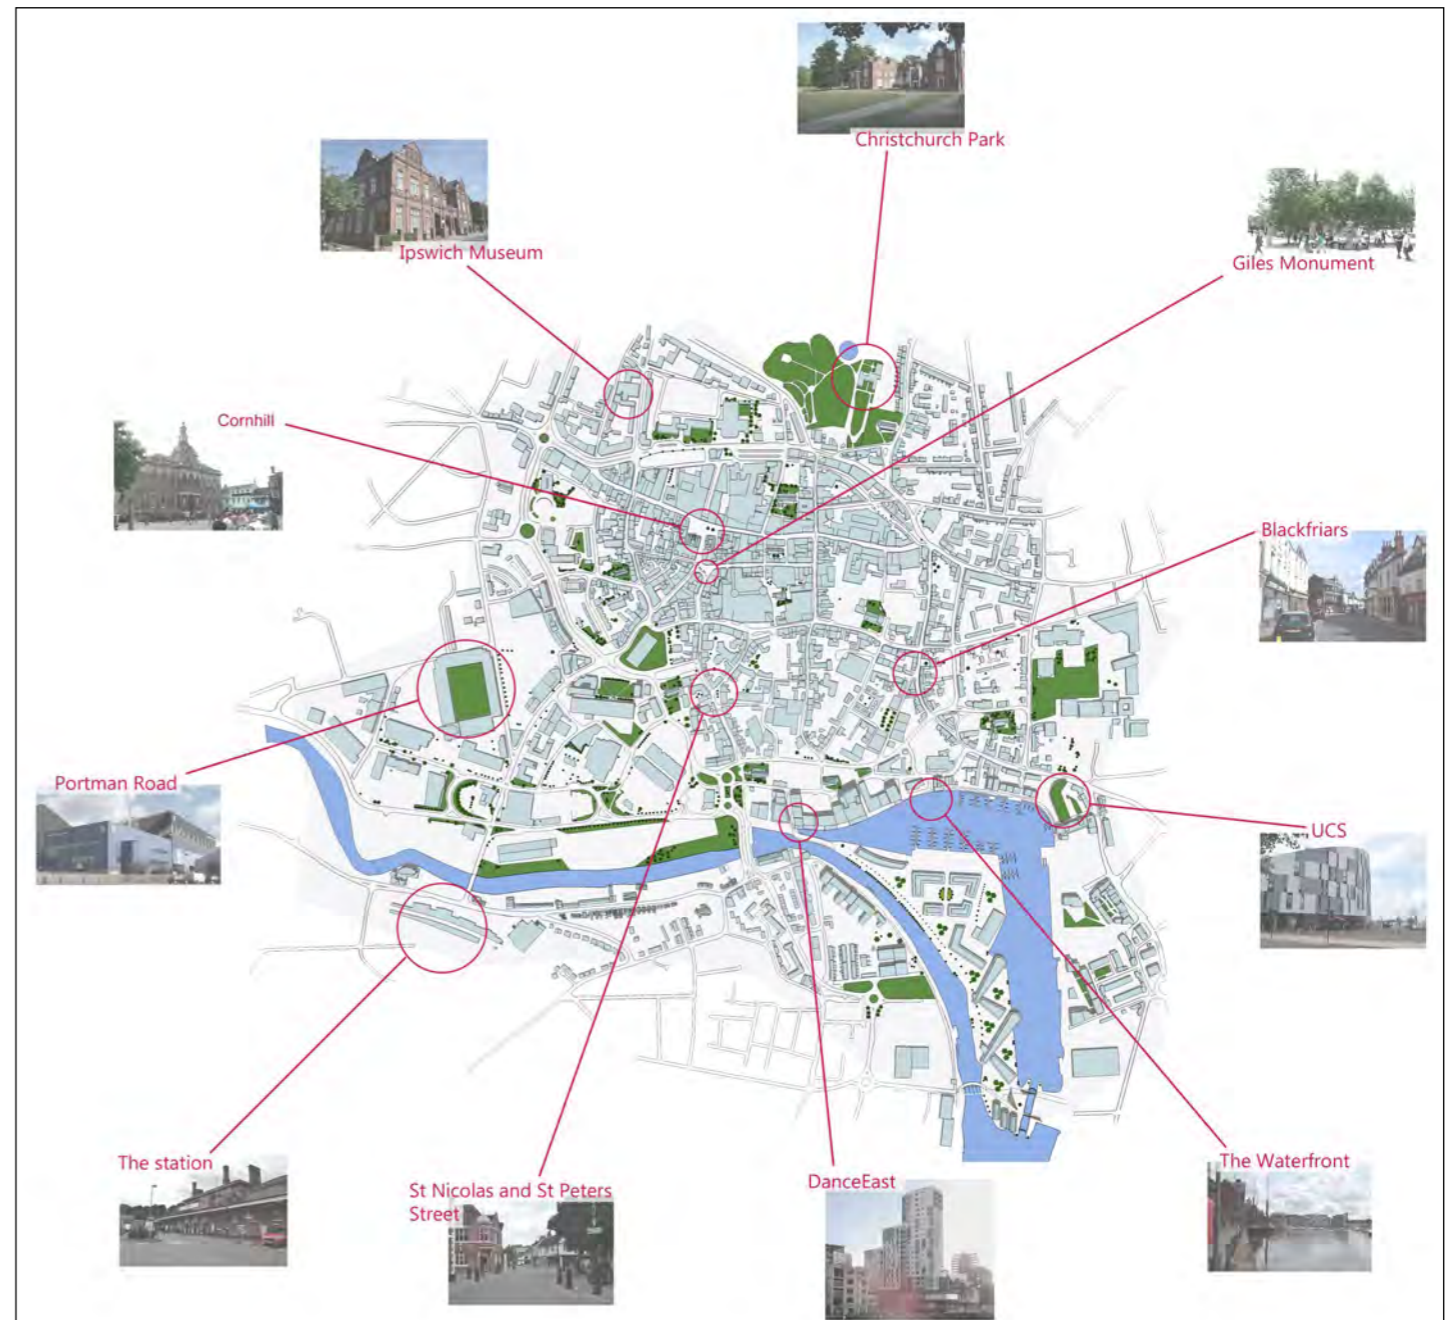 Christchurch Park
Ipswich Museum
Giles Monument
Cornhill
Blackfriars
Portman Road
UCS
The station
St Nicolas and St Peters
Street
DanceEast
The Waterfront